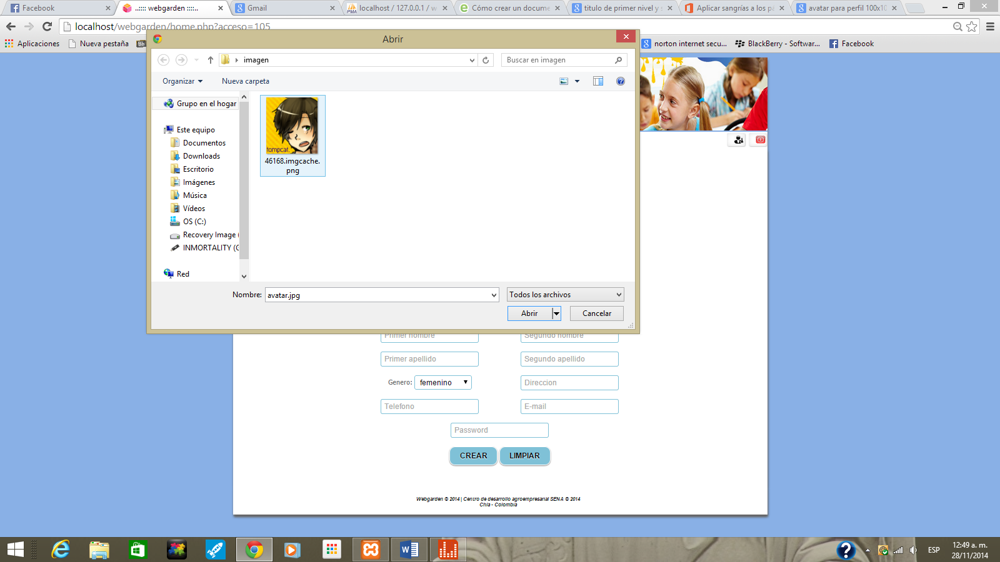 Facebook
..:::: webgarden ::::..
Gmail
localhost / 127.0.0.1 / w
Cómo crear un docume
titulo de primer nivel y s
Aplicar sangrías a los pá
avatar para perfil 100x10
localhost/webgarden/home.php?acceso=105
Aplicaciones
Nueva pestaña
Bb
norton internet secu...
BlackBerry - Softwar...
Facebook
Abrir
imagen
Buscar en imagen
Organizar
Nueva carpeta
Grupo en el hogar
Este equipo
Documentos
Downloads
Escritorio
Imágenes
Música
Vídeos
OS (C:)
Recovery Image (
INMORTALITY (G
Red
tompcat.
46168.imgcache.
png
Nombre:
avatar.jpg
Todos los archivos
Abrir
Cancelar
Primer nombre
Segundo nombre
Primer apellido
Segundo apellido
Genero:
femenino
Direccion
Telefono
E-mail
Password
CREAR
LIMPIAR
Webgarden © 2014 | Centro de desarrollo agroempresarial SENA © 2014
Chía - Colombia
ESP
12:49 a. m.
28/11/2014